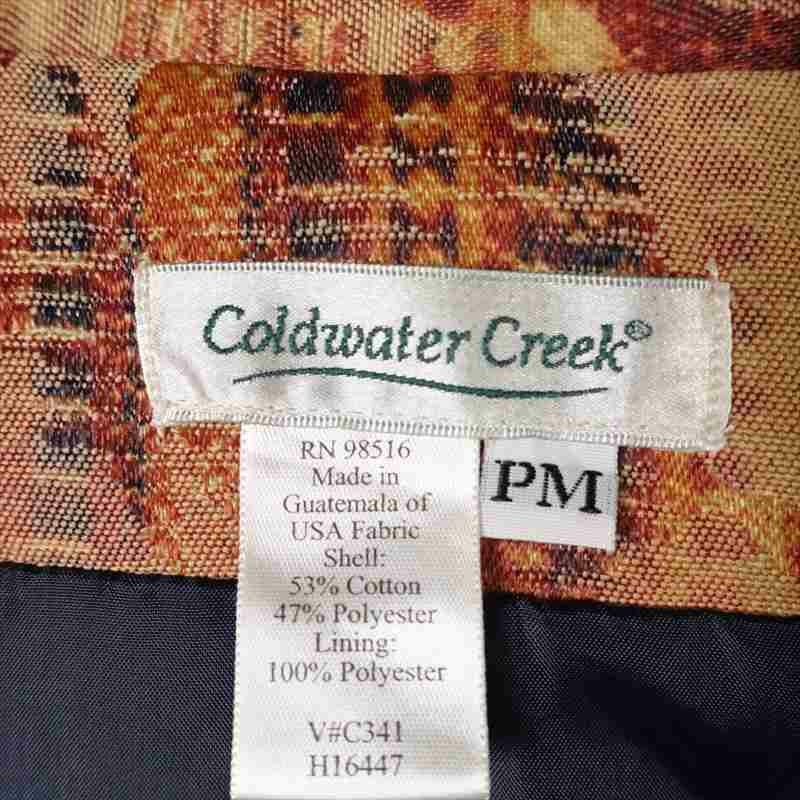 Coldwater Creek®
RN 98516
Made in
Guatemala of
USA Fabric
Shell:
53% Cotton
47% Polyester
Lining:
100% Polyester
V#C341
H16447
PM